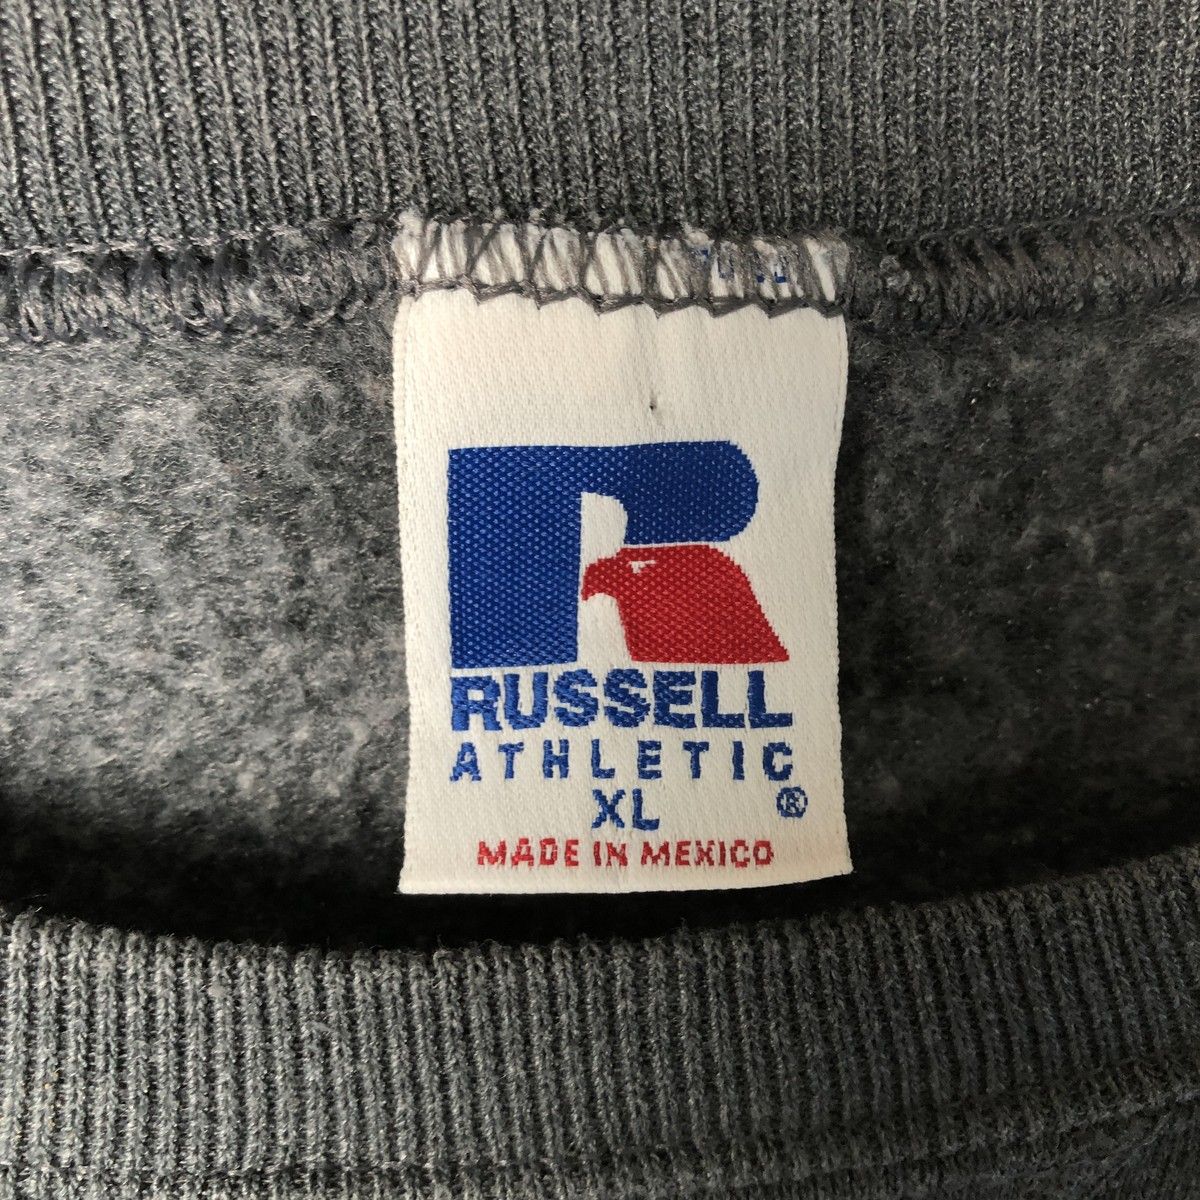 RUSSELL
ATHLETIC
XL ®
MADE IN MEXICO